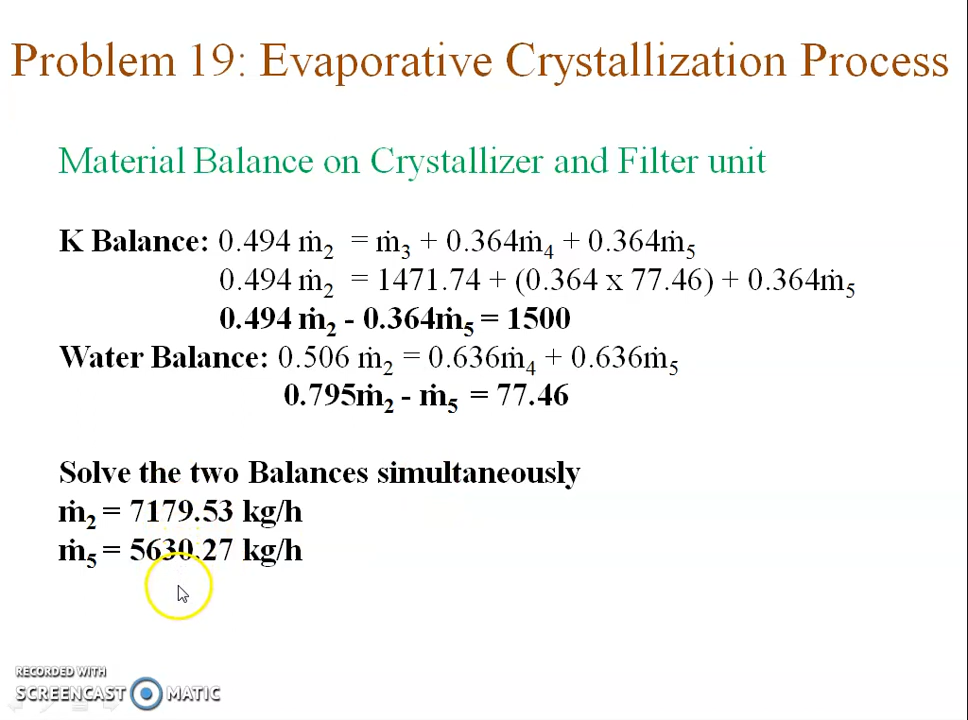 Problem 19: Evaporative Crystallization Process
Material Balance on Crystallizer and Filter unit
K Balance: 0.494 ṁ₂ = ṁ₃ + 0.364ṁ₄ + 0.364ṁ₅
0.494 ṁ₂ = 1471.74 + (0.364 x 77.46) + 0.364ṁ₅
0.494 ṁ₂ - 0.364ṁ₅ = 1500
Water Balance: 0.506 ṁ₂ = 0.636ṁ₄ + 0.636ṁ₅
0.795ṁ₂ - ṁ₅ = 77.46
Solve the two Balances simultaneously
ṁ₂ = 7179.53 kg/h
ṁ₅ = 5630.27 kg/h
RECORDED WITH
SCREENCAST MATIC